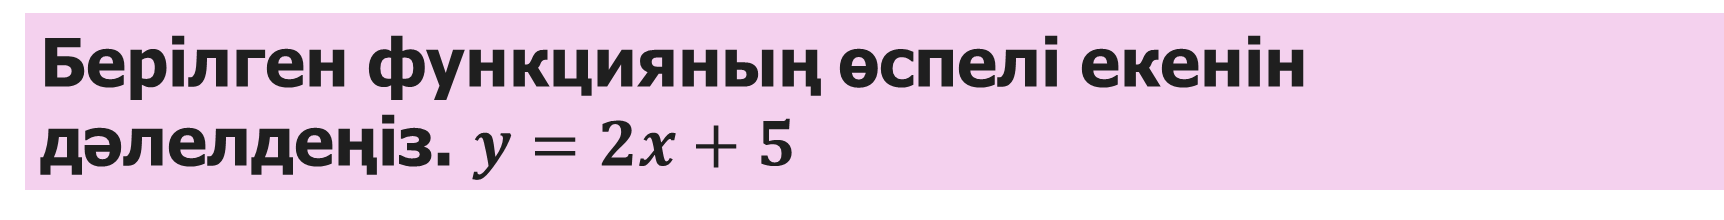 Берілген функцияның өспелі екенін
дәлелдеңіз. y = 2x + 5